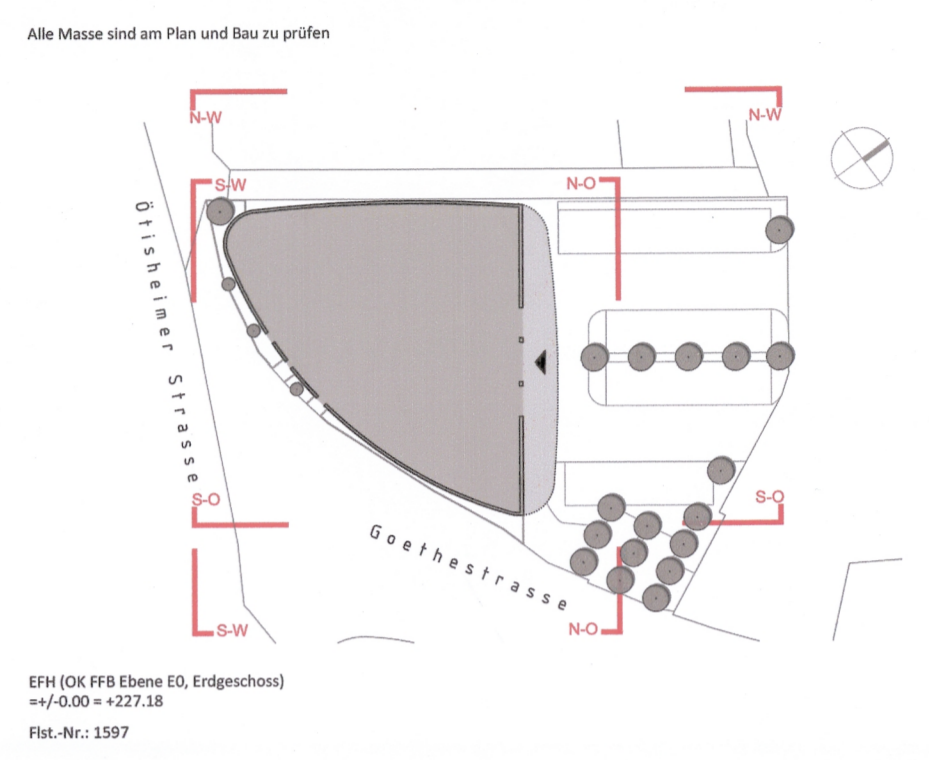 Alle Masse sind am Plan und Bau zu prüfen
N-W
N-W
S-W
N-O
Ötisheimer Strasse
S-O
S-O
Goethestrasse
S-W
N-O
EFH (OK FFB Ebene E0, Erdgeschoss)
=+/-0.00 = +227.18
Flst.-Nr.: 1597